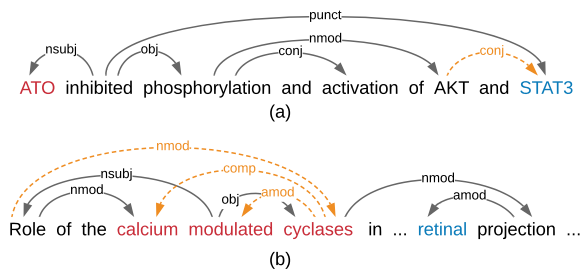 punct
nmod
nsubj obj conj conj
ATO inhibited phosphorylation and activation of AKT and STAT3
(a)
nmod
comp
nsubj nmod
nmod obj amod amod
Role of the calcium modulated cyclases in ... retinal projection ...
(b)